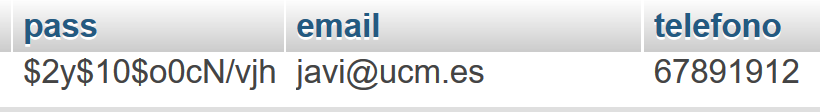 pass email telefono
$2y$10$o0cN/vjh javi@ucm.es 67891912